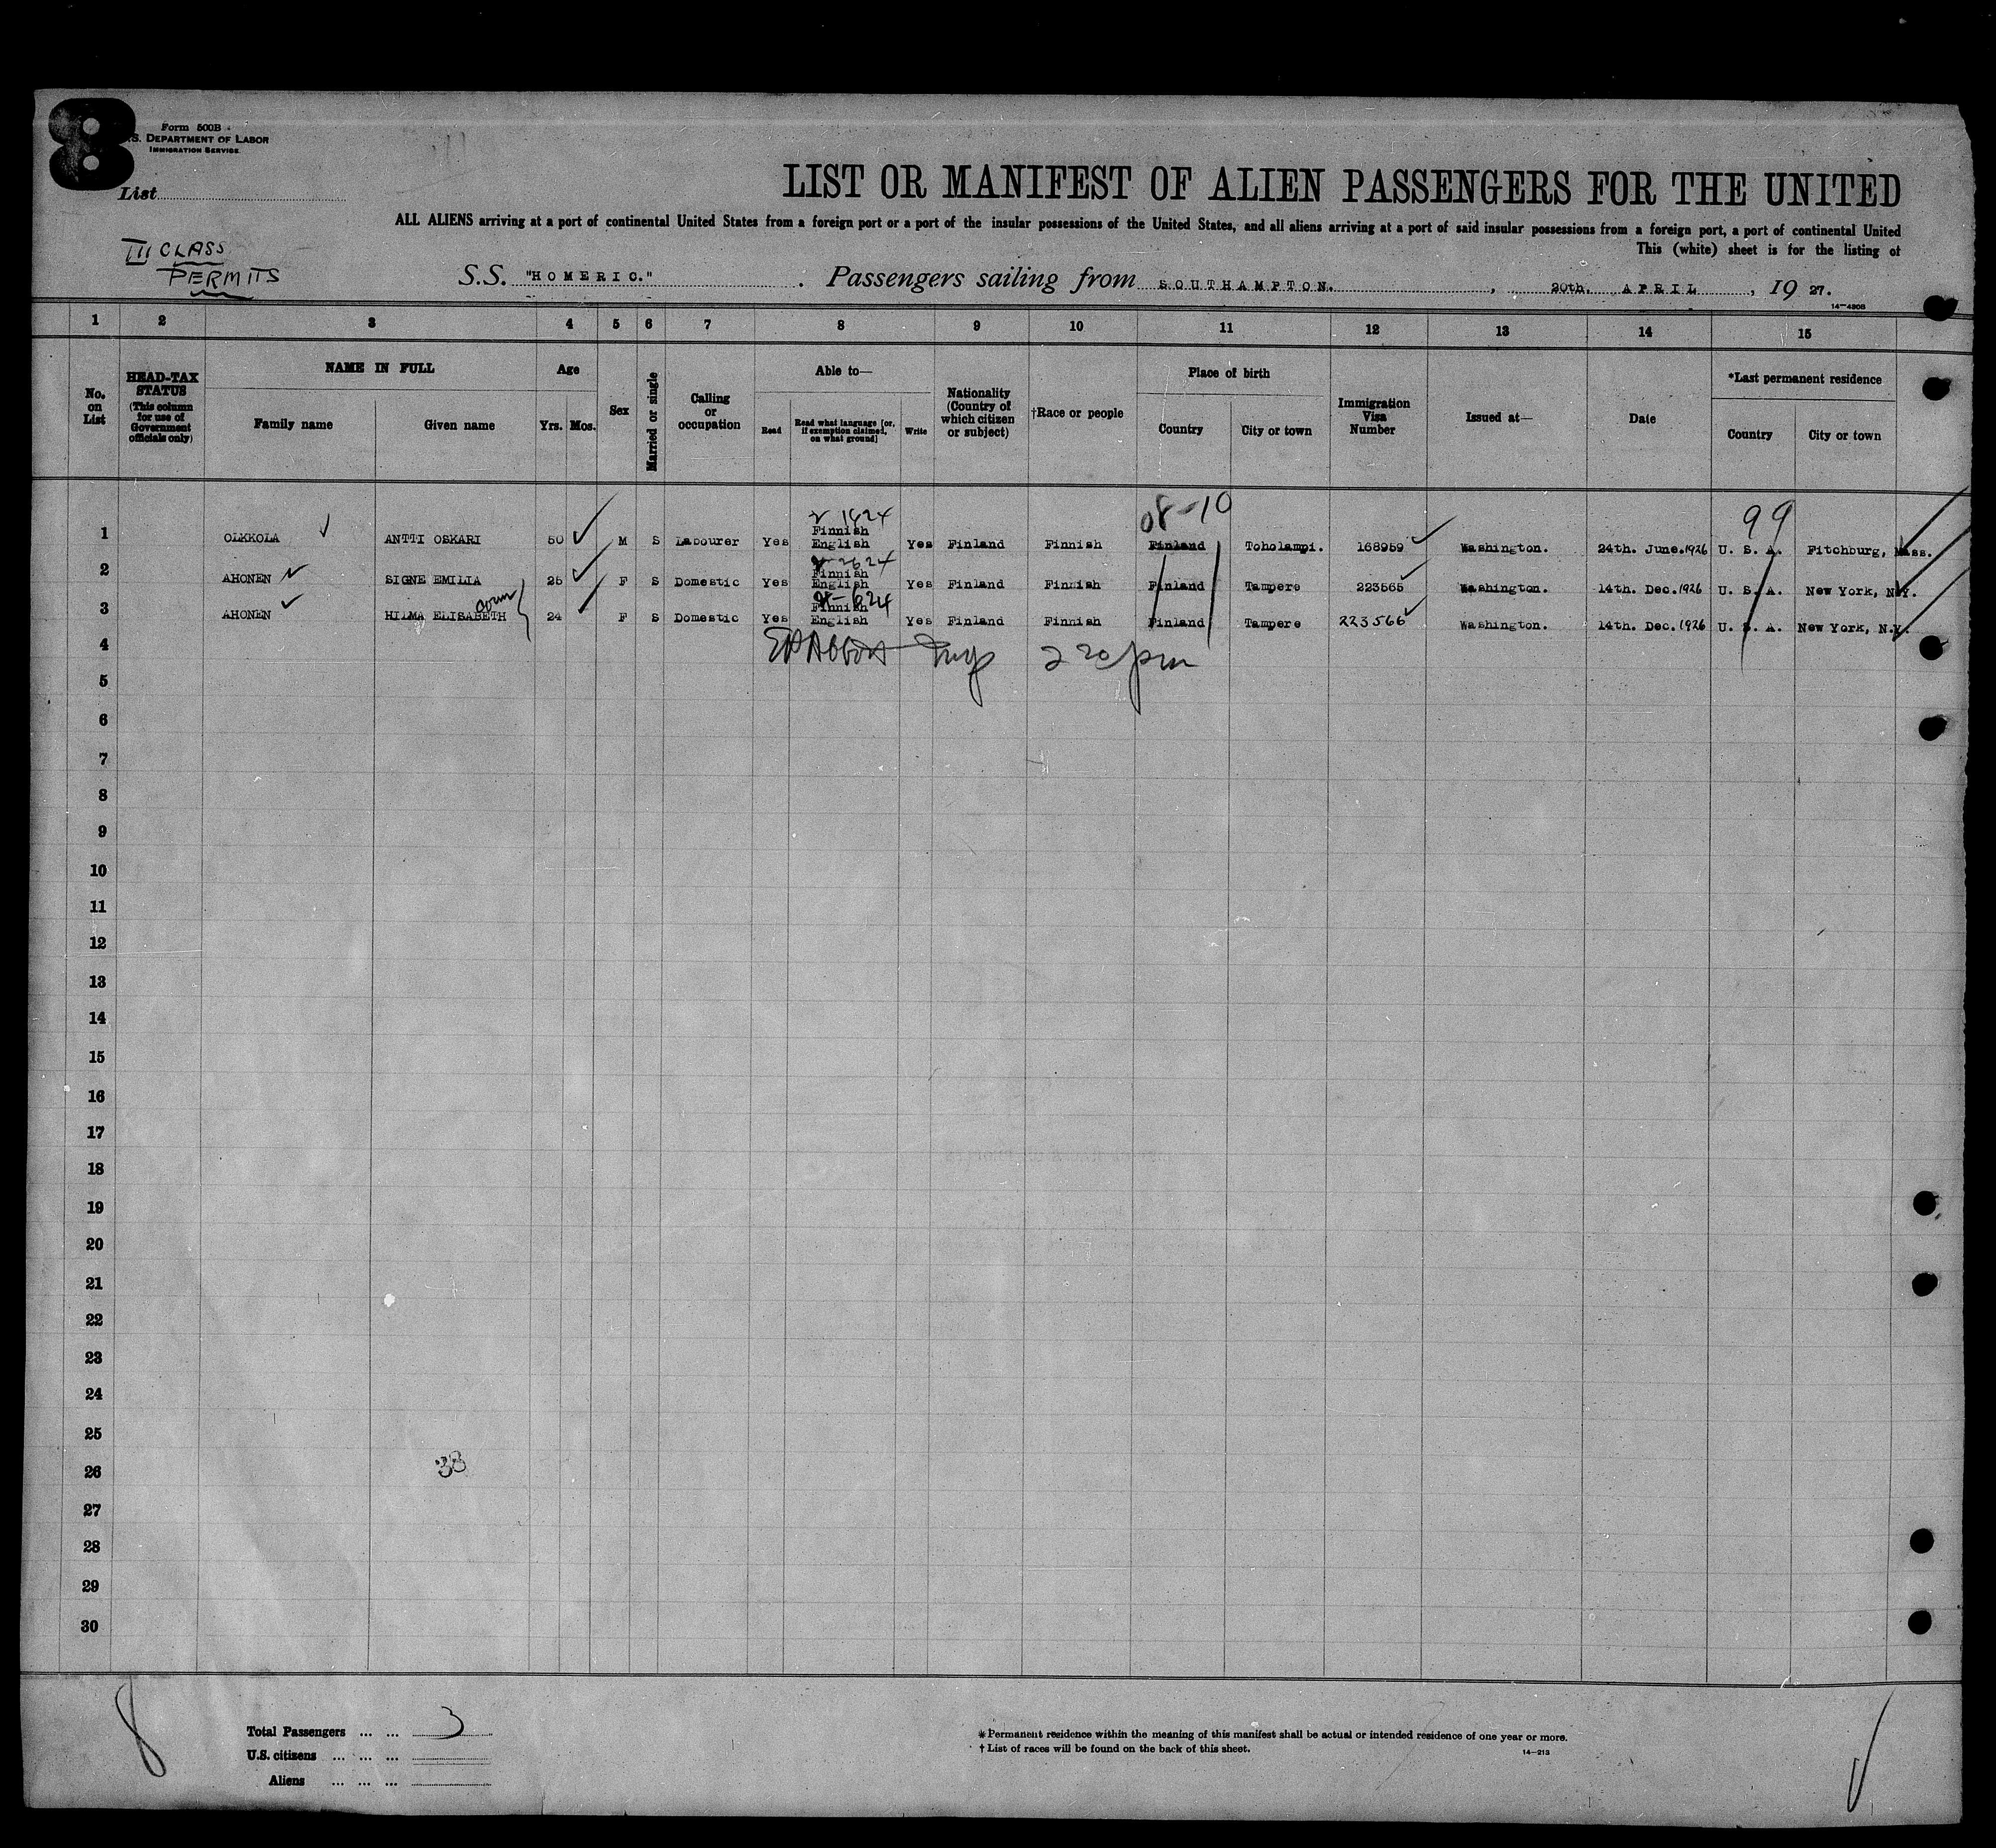 8
Form 500B
U.S. DEPARTMENT OF LABOR
IMMIGRATION SERVICE
List
LIST OR MANIFEST OF ALIEN PASSENGERS FOR THE UNITED
ALL ALIENS arriving at a port of continental United States from a foreign port or a port of the insular possessions of the United States, and all aliens arriving at a port of said insular possessions from a foreign port, a port of continental United
This (white) sheet is for the listing of
III CLASS
PERMITS
S.S. "HOMERIC." . Passengers sailing from SOUTHAMPTON. , 20th. APRIL , 19 27.
14—4308
1 2 3 4 5 6 7 8 9 10 11 12 13 14 15
No. on List
HEAD-TAX STATUS (This column for use of Government officials only)
NAME IN FULL
Family name
Given name
Age
Yrs. Mos.
Sex
Married or single
Calling or occupation
Able to—
Read
Read what language [or, if exemption claimed, on what ground]
Write
Nationality (Country of which citizen or subject)
†Race or people
Place of birth
Country
City or town
Immigration Visa Number
Issued at—
Date
*Last permanent residence
Country
City or town
08-10
99
1 OLKKOLA ANTTI OSKARI 50 M S Labourer Yes Finnish English Yes Finland Finnish Finland Toholampi. 168959 Washington. 24th. June.1926 U. S. A. Fitchburg, Mass.
2 AHONEN SIGNE EMILIA 25 F S Domestic Yes Finnish English Yes Finland Finnish Finland Tampere 223565 Washington. 14th. Dec.1926 U. S. A. New York, N.Y.
3 AHONEN HILMA ELISABETH 24 F S Domestic Yes Finnish English Yes Finland Finnish Finland Tampere 223566 Washington. 14th. Dec.1926 U. S. A. New York, N.Y.
4
5
6
7
8
9
10
11
12
13
14
15
16
17
18
19
20
21
22
23
24
25
26
38
27
28
29
30
8
Total Passengers ... ... 3
U.S. citizens ... ... ...
Aliens ... ... ...
*Permanent residence within the meaning of this manifest shall be actual or intended residence of one year or more.
†List of races will be found on the back of this sheet.
14—213